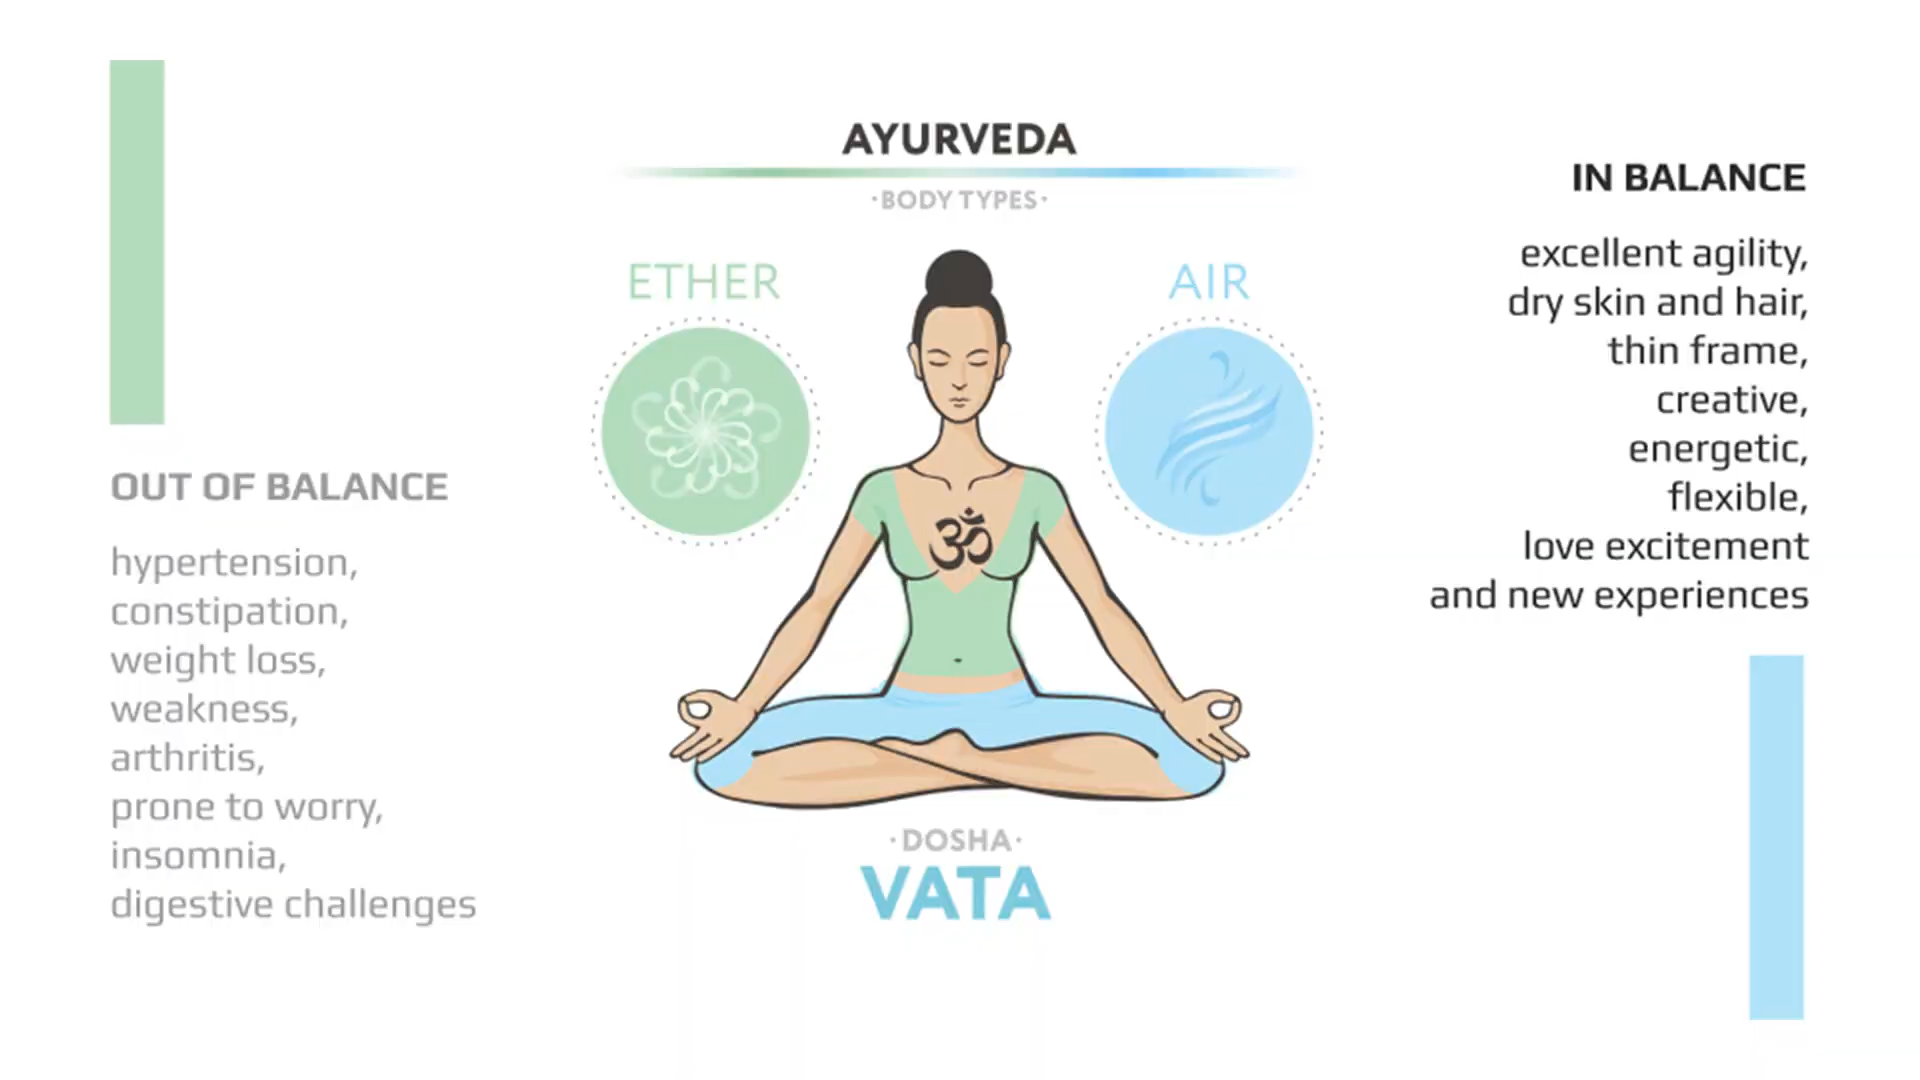 AYURVEDA
·BODY TYPES·
ETHER
AIR
ॐ
·DOSHA·
VATA
OUT OF BALANCE
hypertension,
constipation,
weight loss,
weakness,
arthritis,
prone to worry,
insomnia,
digestive challenges
IN BALANCE
excellent agility,
dry skin and hair,
thin frame,
creative,
energetic,
flexible,
love excitement
and new experiences